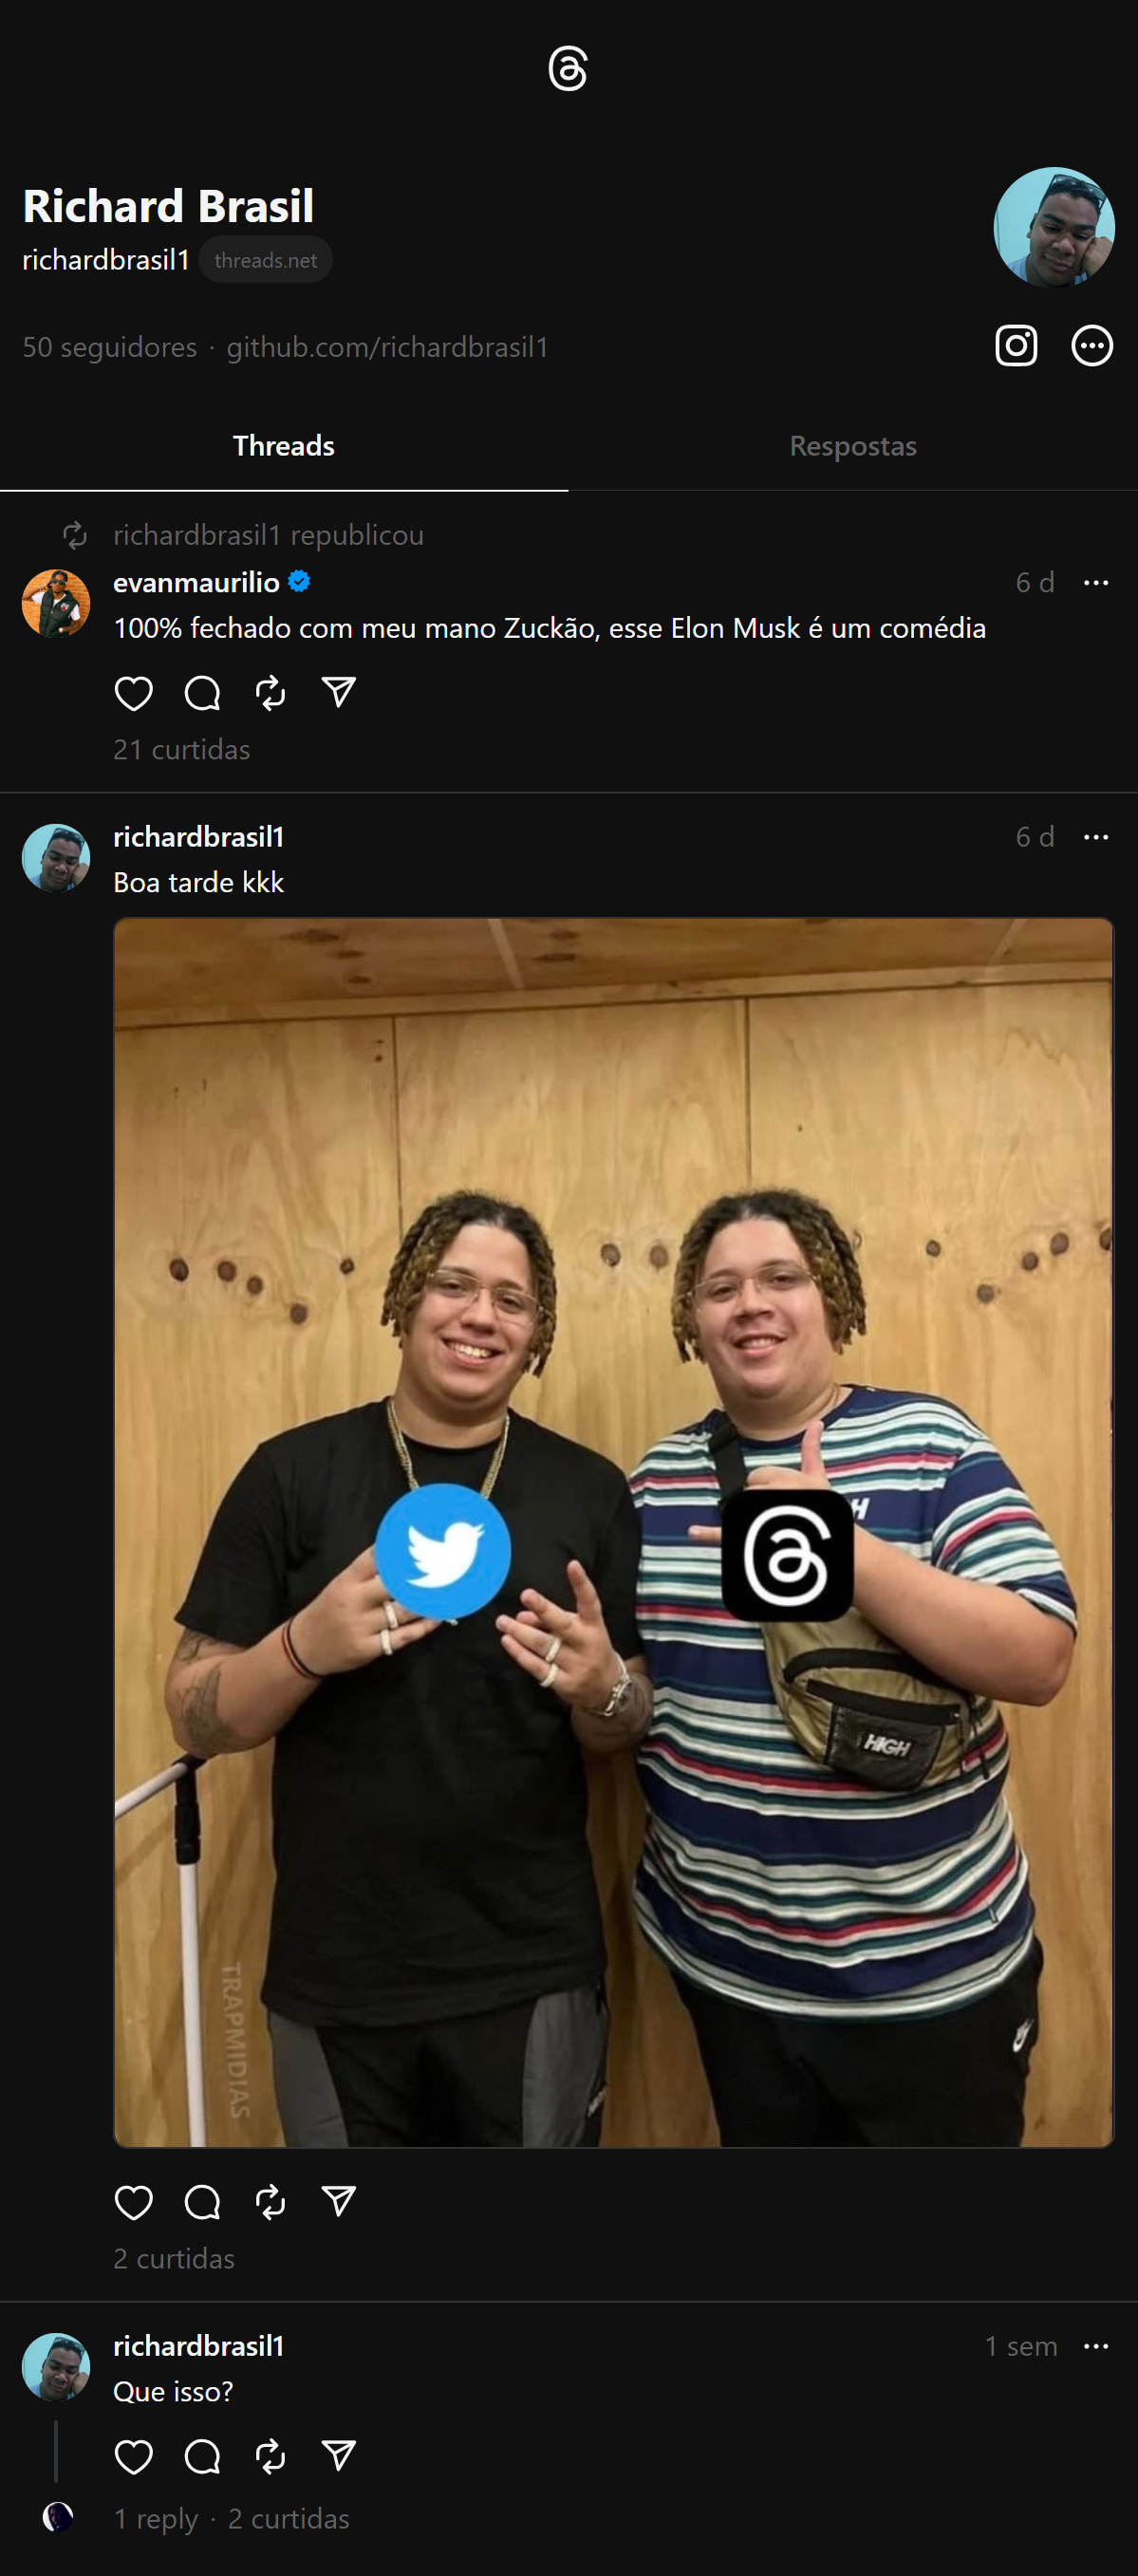 Richard Brasil
richardbrasil1 threads.net
50 seguidores · github.com/richardbrasil1
Threads Respostas
richardbrasil1 republicou
evanmaurilio 6 d
100% fechado com meu mano Zuckão, esse Elon Musk é um comédia
21 curtidas
richardbrasil1 6 d
Boa tarde kkk
H
HIGH
TRAPMIDIAS
2 curtidas
richardbrasil1 1 sem
Que isso?
1 reply · 2 curtidas